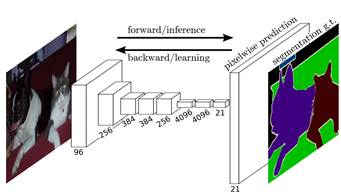 forward/inference
backward/learning
pixelwise prediction
segmentation g.t.
96
256
384
384
256
4096
4096
21
21